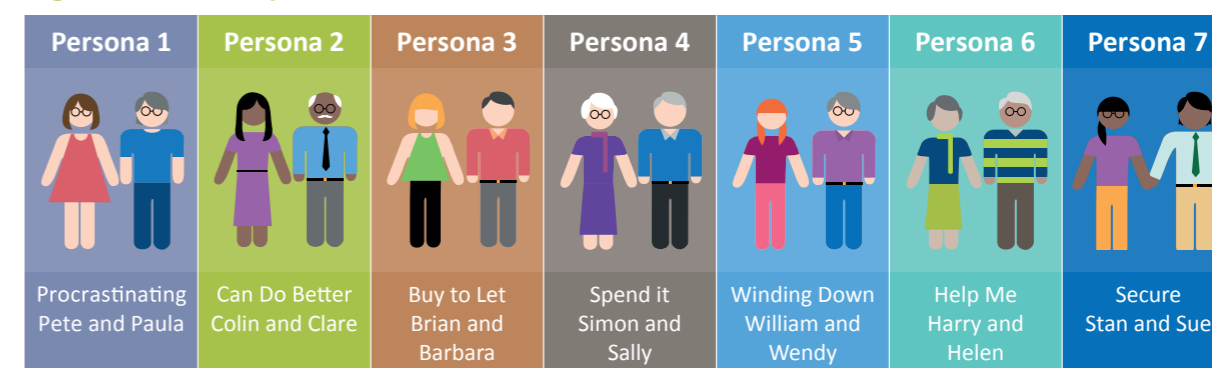 Persona 1
Persona 2
Persona 3
Persona 4
Persona 5
Persona 6
Persona 7
Procrastinating
Pete and Paula
Can Do Better
Colin and Clare
Buy to Let
Brian and
Barbara
Spend it
Simon and
Sally
Winding Down
William and
Wendy
Help Me
Harry and
Helen
Secure
Stan and Sue